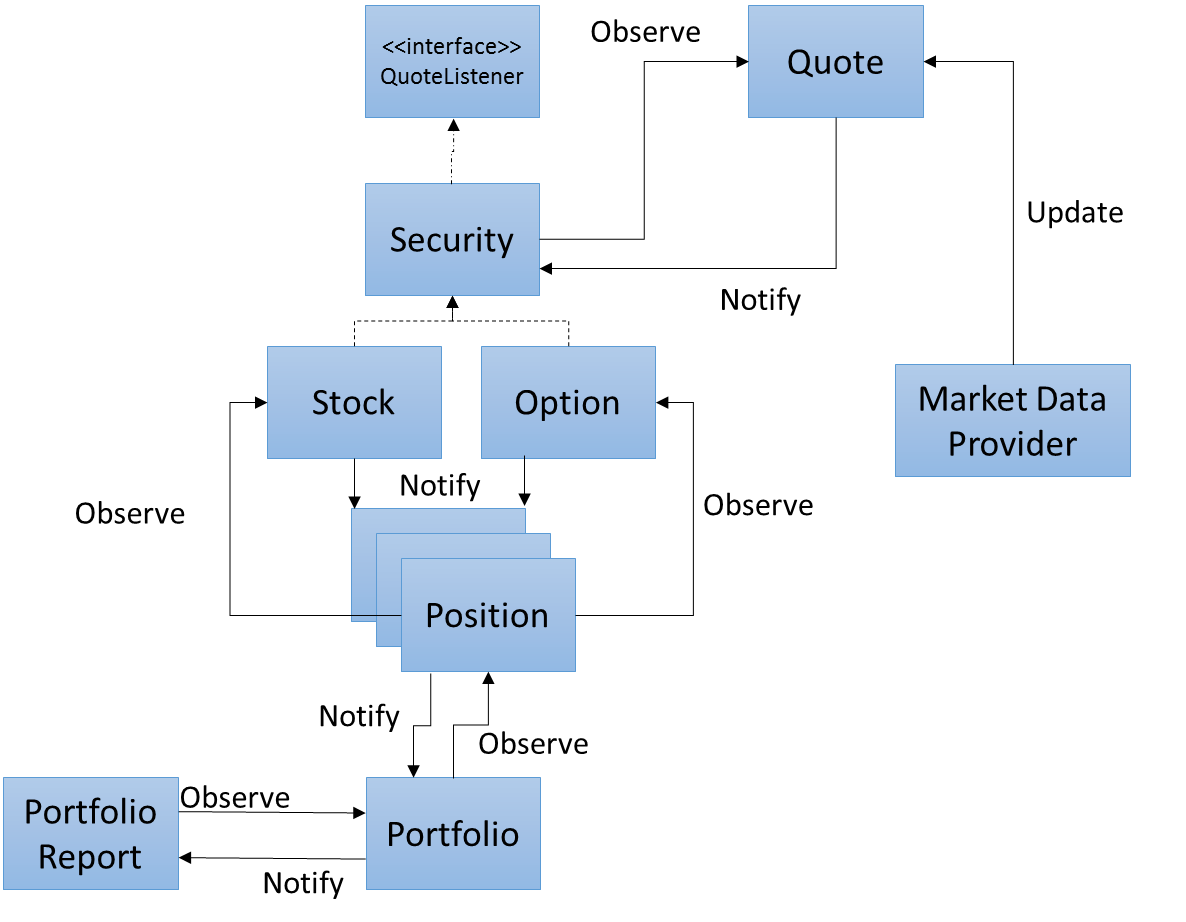 <<interface>>
QuoteListener
Observe
Quote
Update
Security
Notify
Stock
Option
Market Data
Provider
Notify
Observe
Observe
Position
Notify
Observe
Portfolio
Report
Observe
Portfolio
Notify